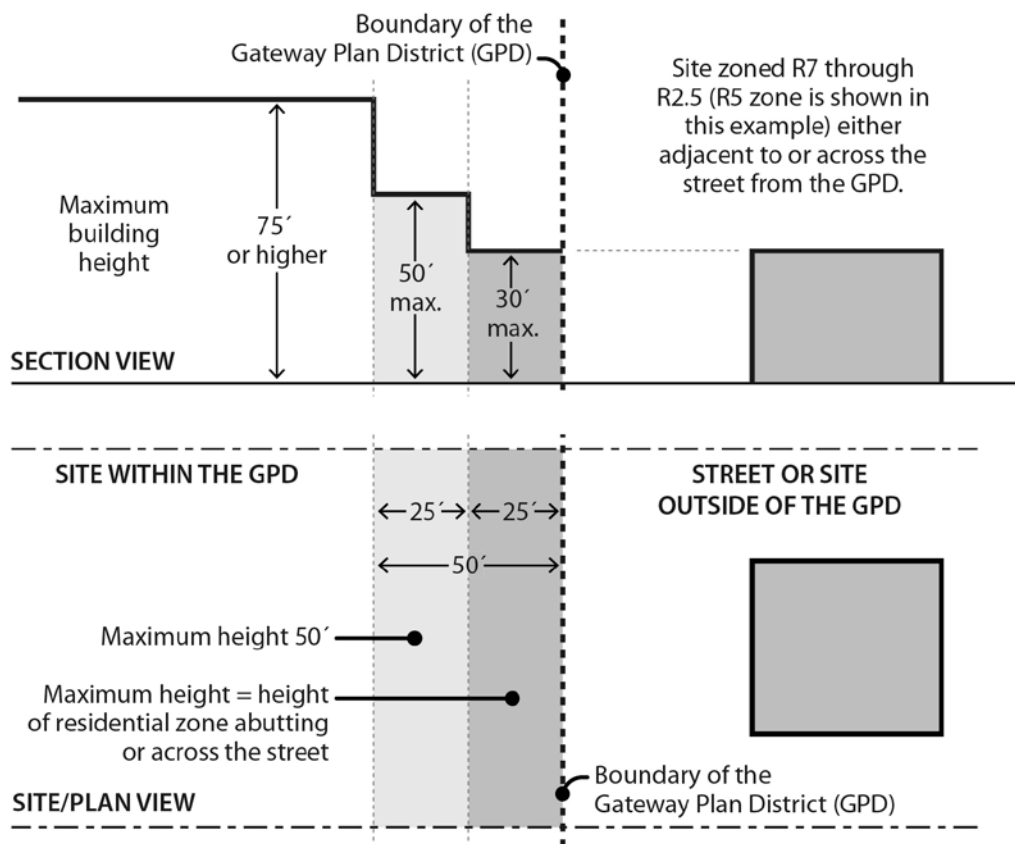 Boundary of the
Gateway Plan District (GPD)
Site zoned R7 through
R2.5 (R5 zone is shown in
this example) either
adjacent to or across the
street from the GPD.
Maximum
building
height
75´
or higher
50´
max.
30´
max.
SECTION VIEW
SITE WITHIN THE GPD
STREET OR SITE
OUTSIDE OF THE GPD
25´
25´
50´
Maximum height 50´
Maximum height = height
of residential zone abutting
or across the street
Boundary of the
Gateway Plan District (GPD)
SITE/PLAN VIEW